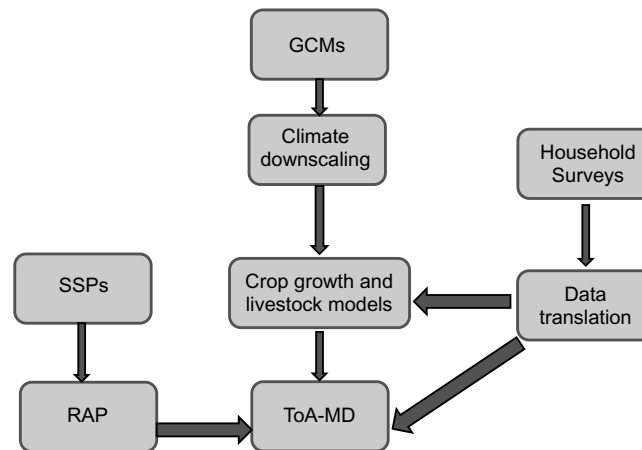 GCMs
Climate
downscaling
Household
Surveys
SSPs
Crop growth and
livestock models
Data
translation
RAP
ToA-MD